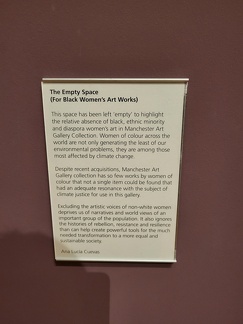 The Empty Space
(For Black Women's Art Works)
This space has been left 'empty' to highlight
the relative absence of black, ethnic minority
and diaspora women's art in Manchester Art
Gallery Collection. Women of colour across the
world are not only generating the least of our
environmental problems, they are among those
most affected by climate change.
Despite recent acquisitions, Manchester Art
Gallery collection has so few works by women of
colour that not a single item could be found that
had an adequate resonance with the subject of
climate justice for use in this gallery.
Excluding the artistic voices of non-white women
deprives us of narratives and world views of an
important group of the population. It also ignores
the histories of rebellion, resistance and resilience
than can help create powerful tools for the much
needed transformation to a more equal and
sustainable society.
Ana Lucia Cuevas